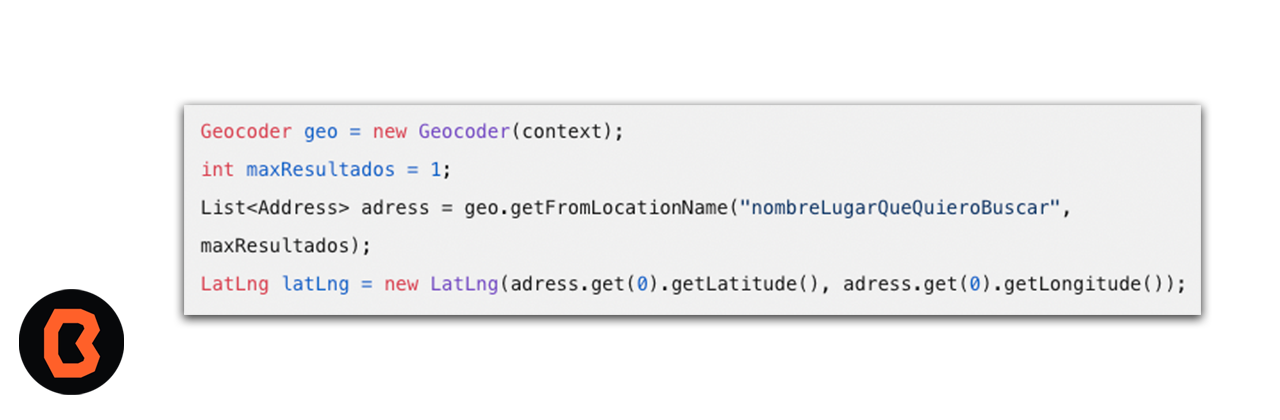 Geocoder geo = new Geocoder(context);
int maxResultados = 1;
List<Address> adress = geo.getFromLocationName("nombreLugarQueQuieroBuscar",
maxResultados);
LatLng latLng = new LatLng(adress.get(0).getLatitude(), adress.get(0).getLongitude());
B